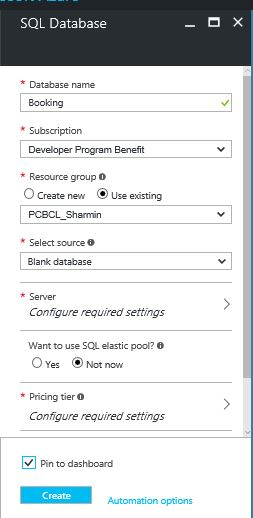 SQL Database
* Database name
Booking
* Subscription
Developer Program Benefit
* Resource group
Create new Use existing
PCBCL_Sharmin
* Select source
Blank database
* Server
Configure required settings
Want to use SQL elastic pool?
Yes Not now
* Pricing tier
Configure required settings
Pin to dashboard
Create Automation options